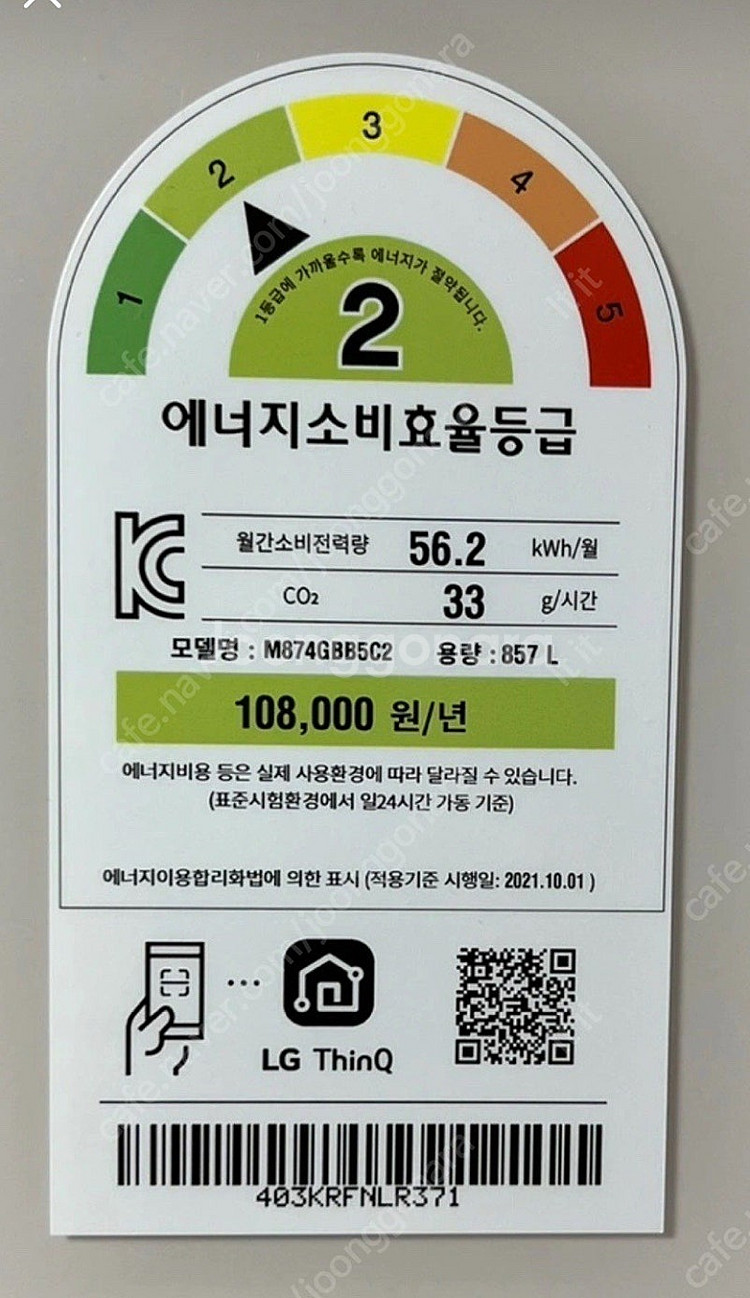 1
2
3
4
5
1등급에 가까울수록 에너지가 절약됩니다.
2
에너지소비효율등급
월간소비전력량 56.2 kWh/월
CO₂ 33 g/시간
모델명 : M874GBB5C2 용량 : 857 L
108,000 원/년
에너지비용 등은 실제 사용환경에 따라 달라질 수 있습니다.
(표준시험환경에서 일24시간 가동 기준)
에너지이용합리화법에 의한 표시 (적용기준 시행일: 2021.10.01 )
LG ThinQ
403KRFNLR371
cafe.naver.com/joonggonara
joonggonara